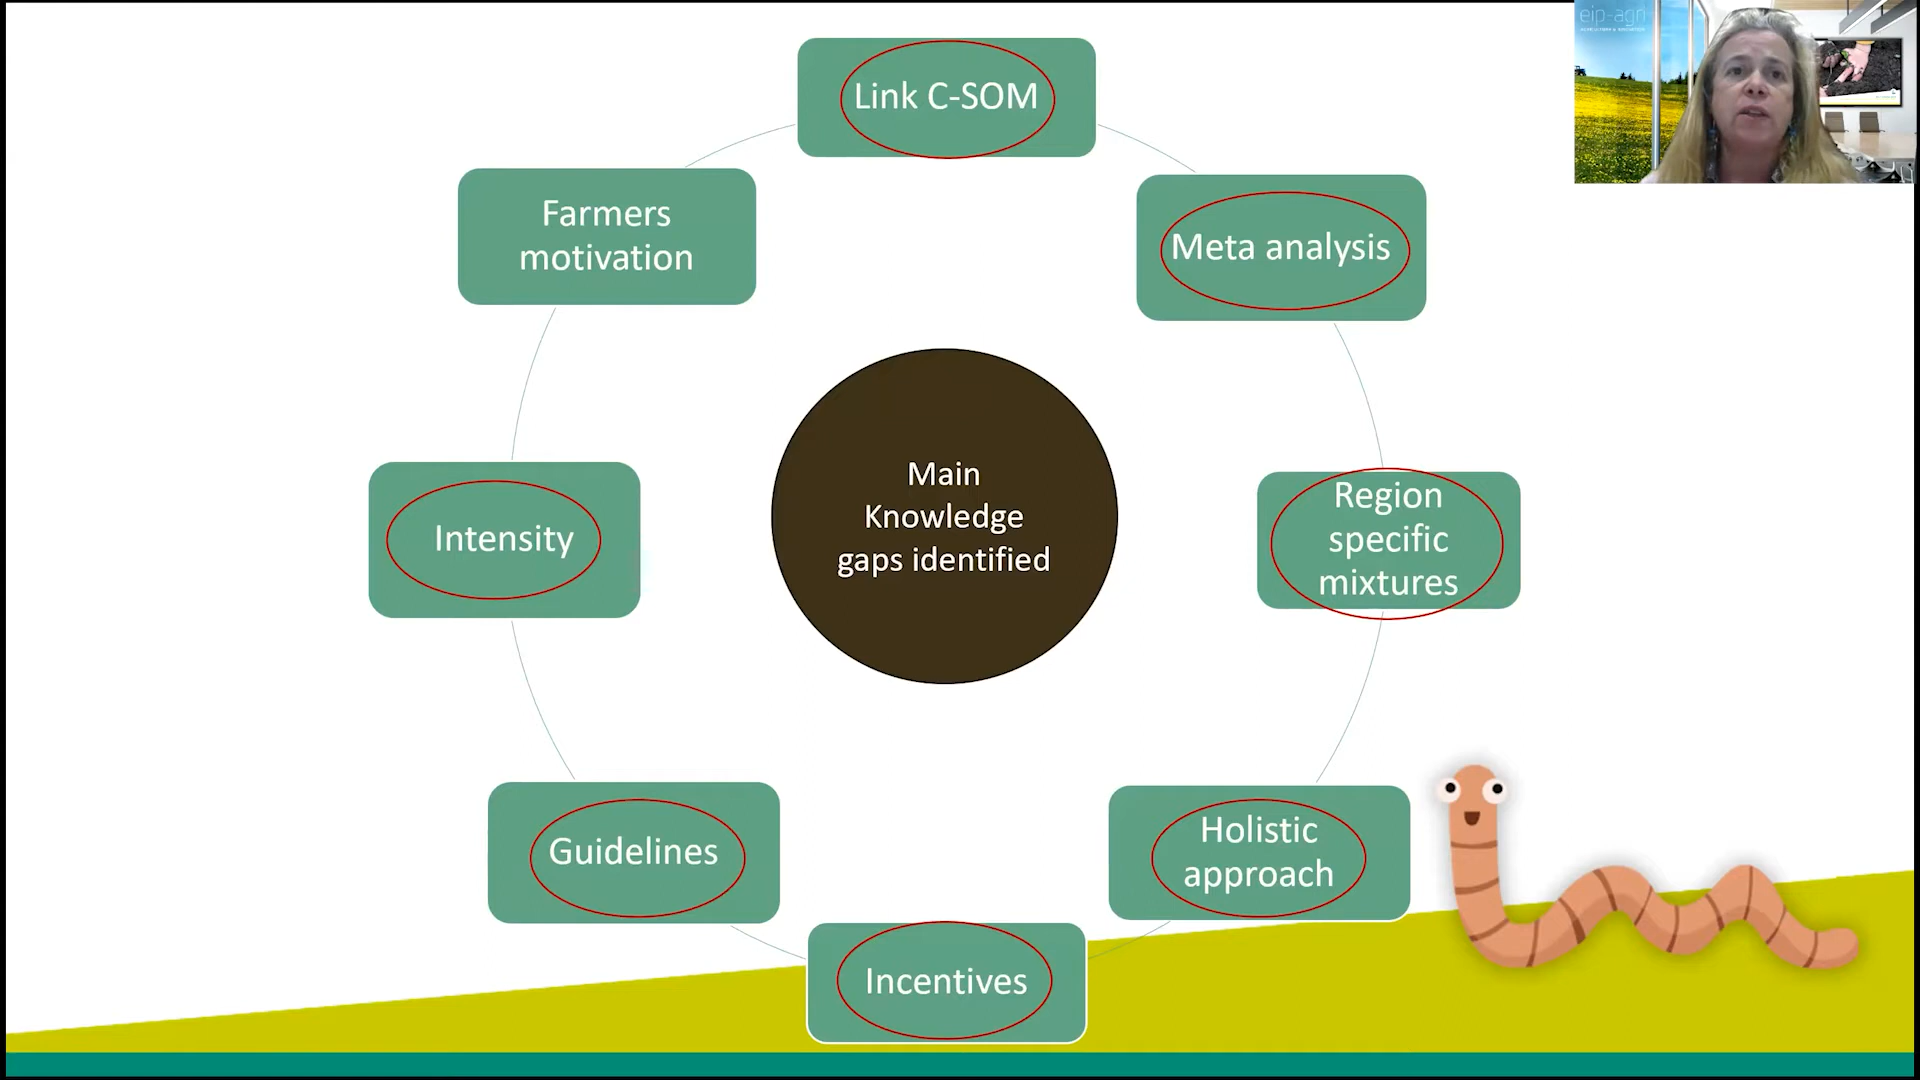 Link C-SOM
Meta analysis
Region
specific
mixtures
Holistic
approach
Incentives
Guidelines
Intensity
Farmers
motivation
Main
Knowledge
gaps identified
eip-agri